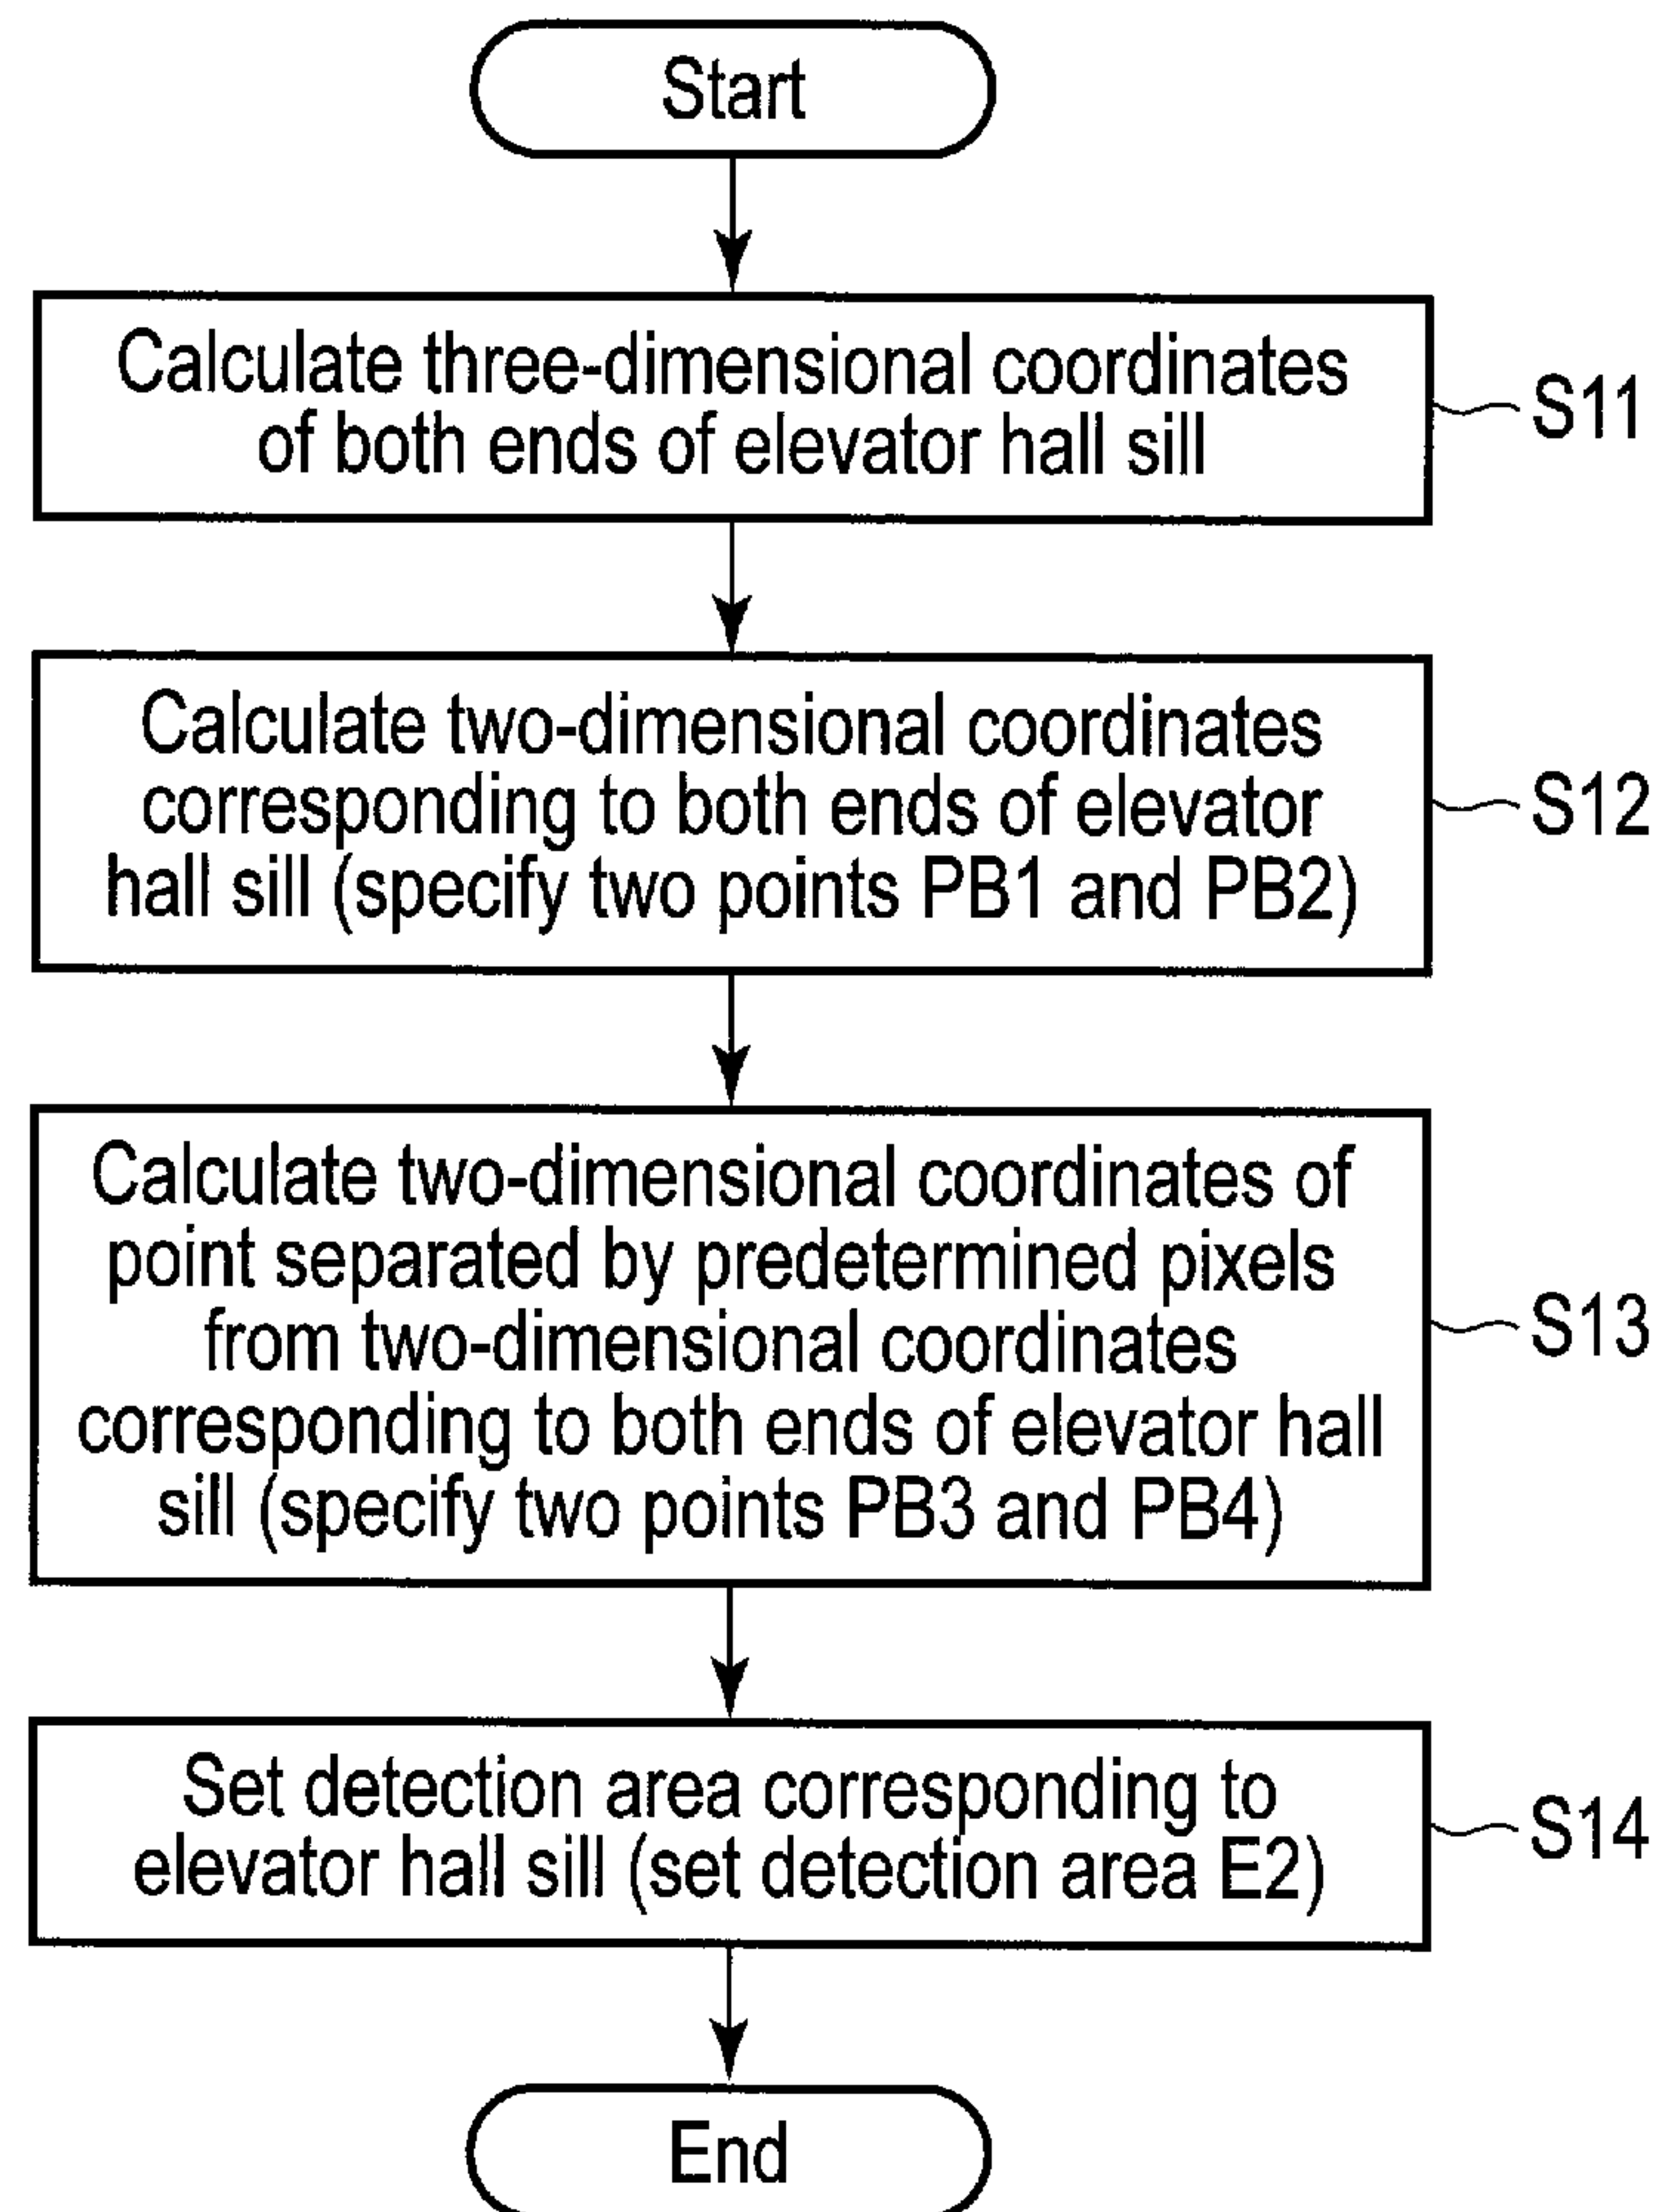 Start
Calculate three-dimensional coordinates
of both ends of elevator hall sill
S11
Calculate two-dimensional coordinates
corresponding to both ends of elevator
hall sill (specify two points PB1 and PB2)
S12
Calculate two-dimensional coordinates of
point separated by predetermined pixels
from two-dimensional coordinates
corresponding to both ends of elevator hall
sill (specify two points PB3 and PB4)
S13
Set detection area corresponding to
elevator hall sill (set detection area E2)
S14
End